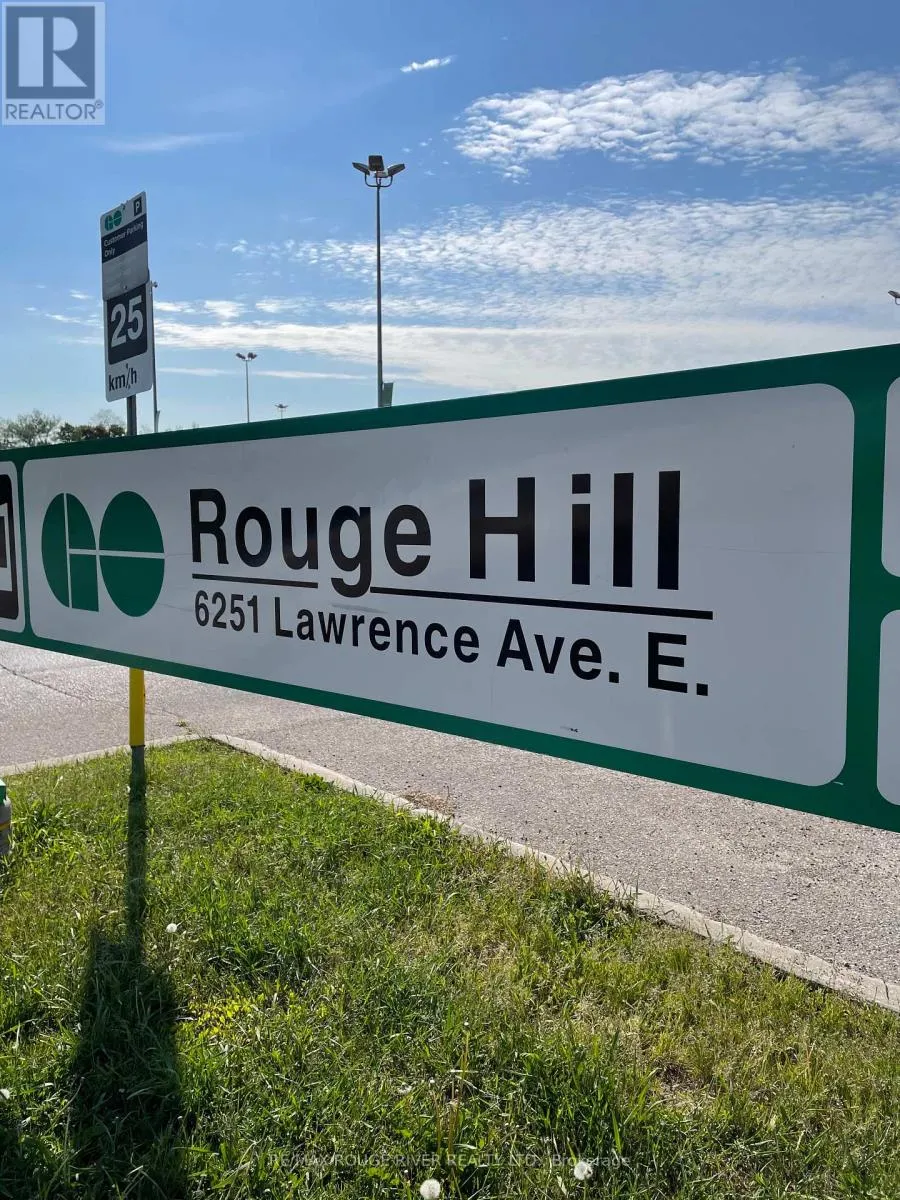 R
REALTOR®
GO P
Customer Parking
Only
25
km/h
GO
Rouge Hill
6251 Lawrence Ave. E.
RE/MAX ROUGE RIVER REALTY LTD., Brokerage